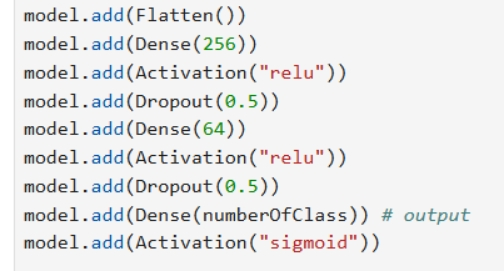 model.add(Flatten())
model.add(Dense(256))
model.add(Activation("relu"))
model.add(Dropout(0.5))
model.add(Dense(64))
model.add(Activation("relu"))
model.add(Dropout(0.5))
model.add(Dense(numberOfClass)) # output
model.add(Activation("sigmoid"))